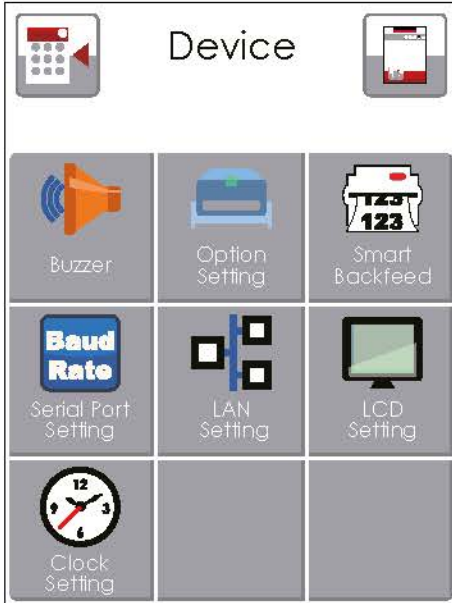 Device
Buzzer
Option
Setting
123
123
Smart
Backfeed
Baud
Rate
Serial Port
Setting
LAN
Setting
LCD
Setting
12
9
3
6
Clock
Setting